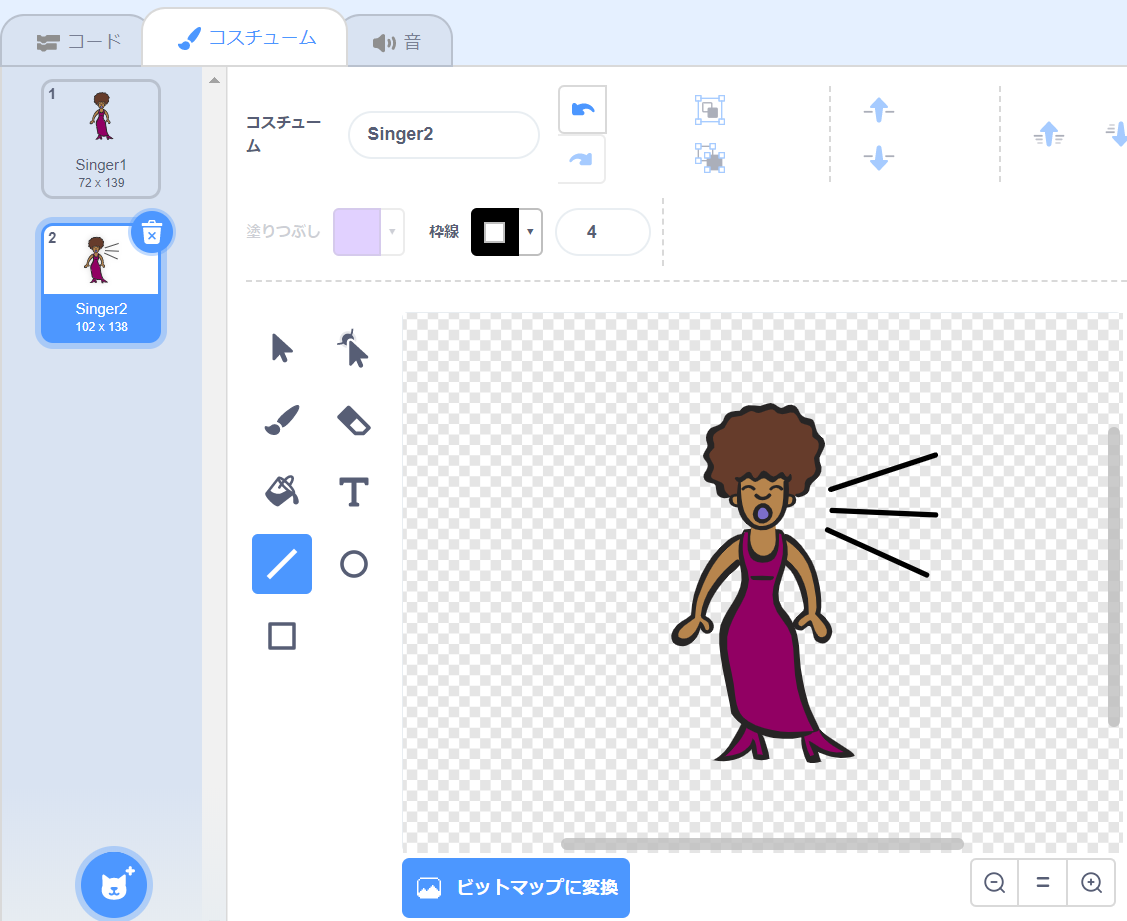 コード
コスチューム
音
1
Singer1
72 x 139
2
Singer2
102 x 138
コスチュー
ム
Singer2
塗りつぶし
枠線
4
T
ビットマップに変換